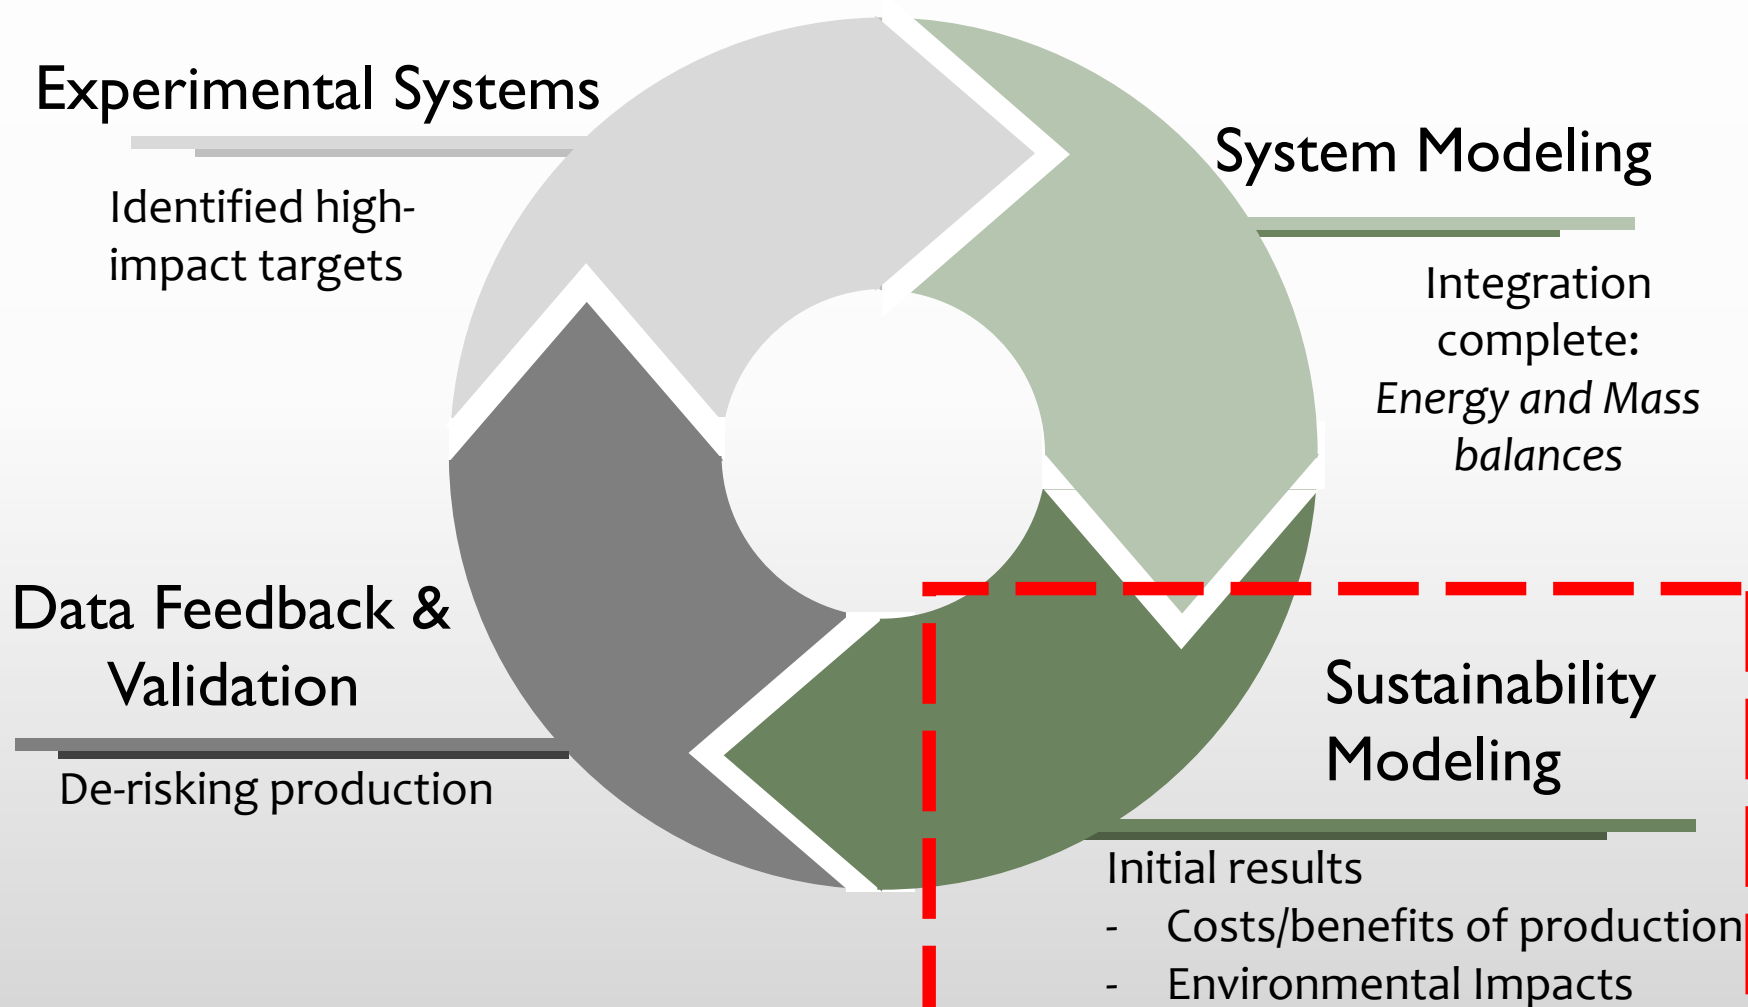 Experimental Systems
Identified high-
impact targets
System Modeling
Integration
complete:
Energy and Mass
balances
Data Feedback &
Validation
De-risking production
Sustainability
Modeling
Initial results
- Costs/benefits of production
- Environmental Impacts